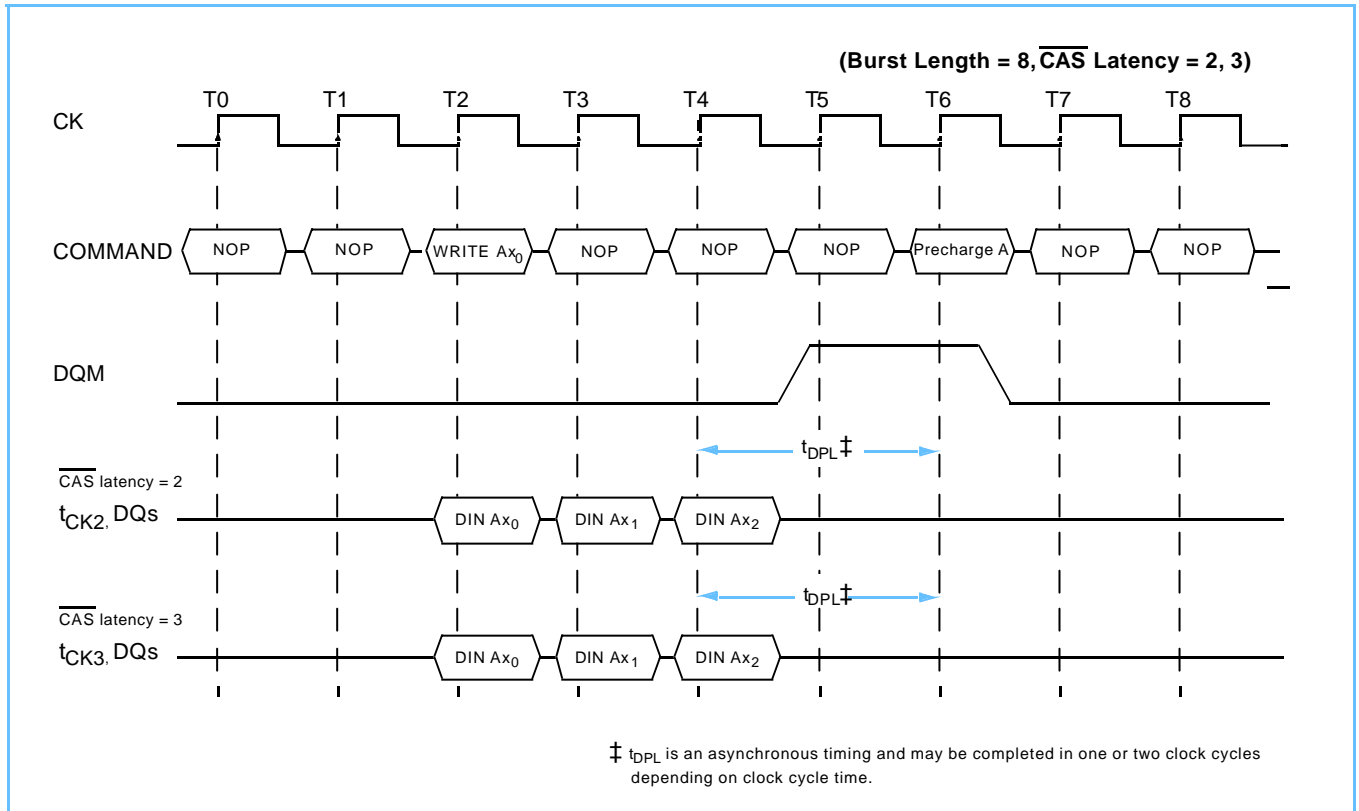 (Burst Length = 8, CAS Latency = 2, 3)
T0 T1 T2 T3 T4 T5 T6 T7 T8
CK
COMMAND NOP NOP WRITE Ax0 NOP NOP NOP Precharge A NOP NOP
DQM
tDPL‡
CAS latency = 2
tCK2, DQs DIN Ax0 DIN Ax1 DIN Ax2
tDPL‡
CAS latency = 3
tCK3, DQs DIN Ax0 DIN Ax1 DIN Ax2
‡ tDPL is an asynchronous timing and may be completed in one or two clock cycles
depending on clock cycle time.